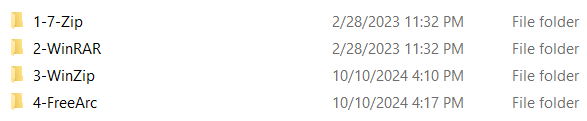 1-7-Zip 2/28/2023 11:32 PM File folder
2-WinRAR 2/28/2023 11:32 PM File folder
3-WinZip 10/10/2024 4:10 PM File folder
4-FreeArc 10/10/2024 4:17 PM File folder